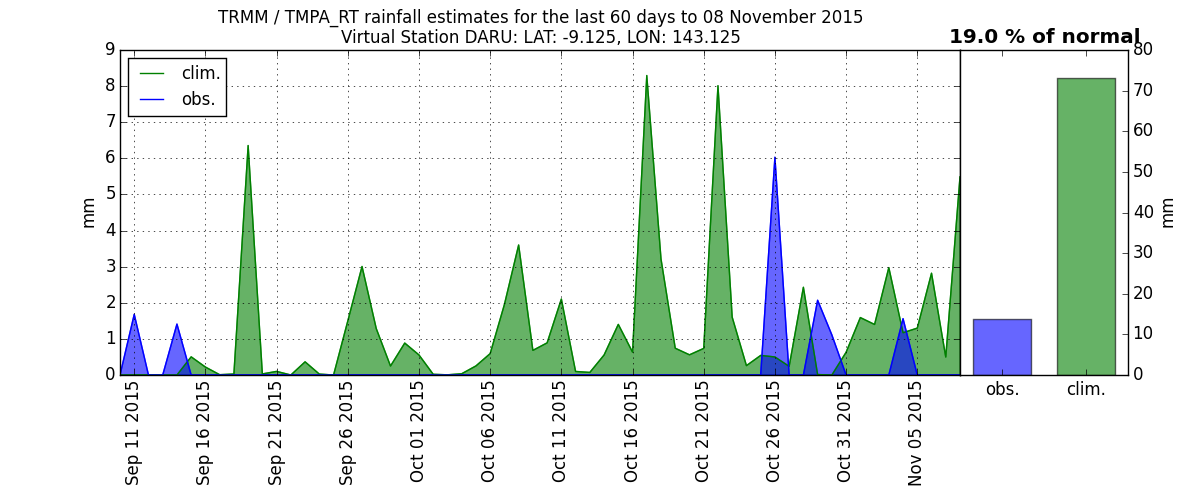 TRMM / TMPA_RT rainfall estimates for the last 60 days to 08 November 2015
Virtual Station DARU: LAT: -9.125, LON: 143.125
19.0 % of normal
clim.
obs.
mm
9
8
7
6
5
4
3
2
1
0
Sep 11 2015
Sep 16 2015
Sep 21 2015
Sep 26 2015
Oct 01 2015
Oct 06 2015
Oct 11 2015
Oct 16 2015
Oct 21 2015
Oct 26 2015
Oct 31 2015
Nov 05 2015
obs.
clim.
80
70
60
50
40
30
20
10
0
mm